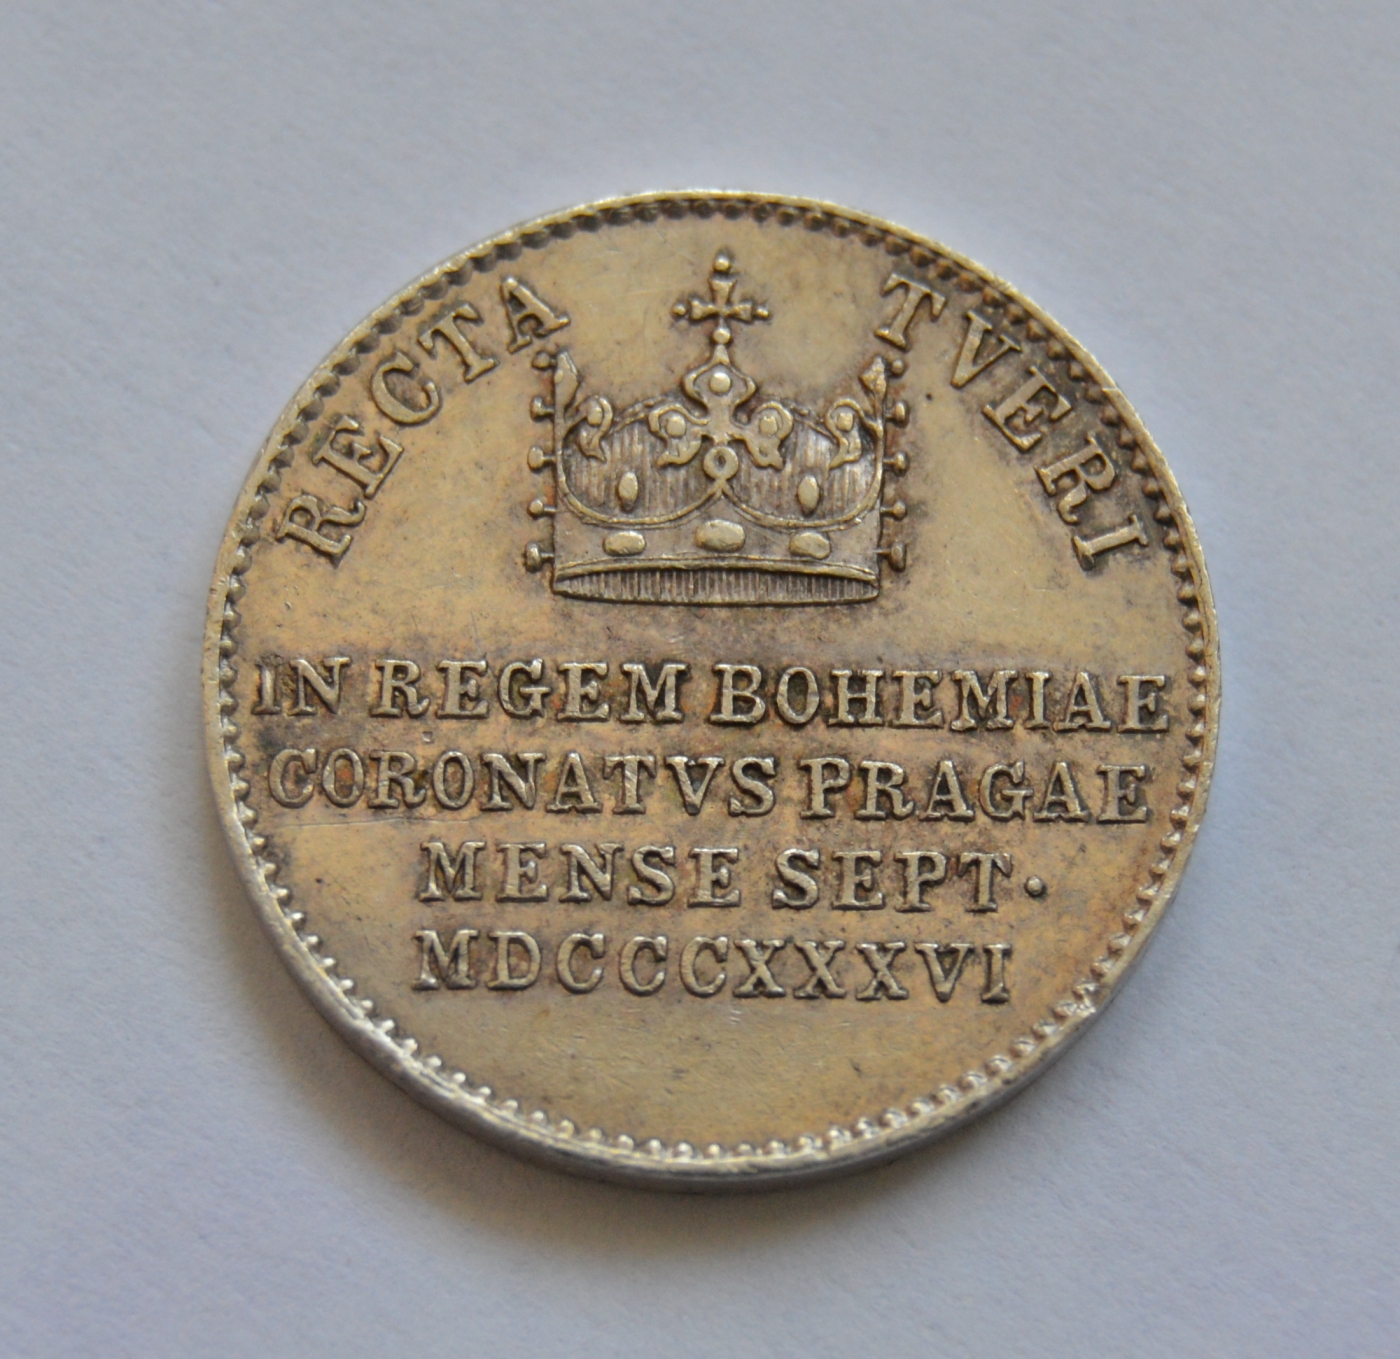 RECTA TVERI
IN REGEM BOHEMIAE
CORONATVS PRAGAE
MENSE SEPT·
MDCCCXXXVI